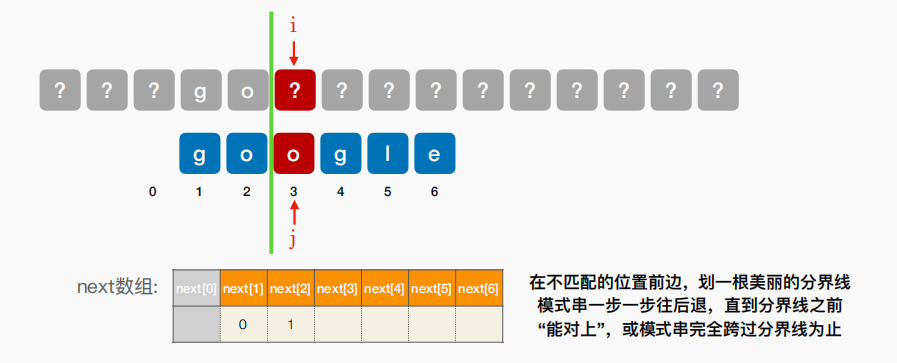 i
? ? ? g o ? ? ? ? ? ? ? ? ? ?
g o o g l e
0 1 2 3 4 5 6
j
next数组:
next[0] next[1] next[2] next[3] next[4] next[5] next[6]
0 1
在不匹配的位置前边，划一根美丽的分界线
模式串一步一步往后退，直到分界线之前
“能对上”，或模式串完全跨过分界线为止